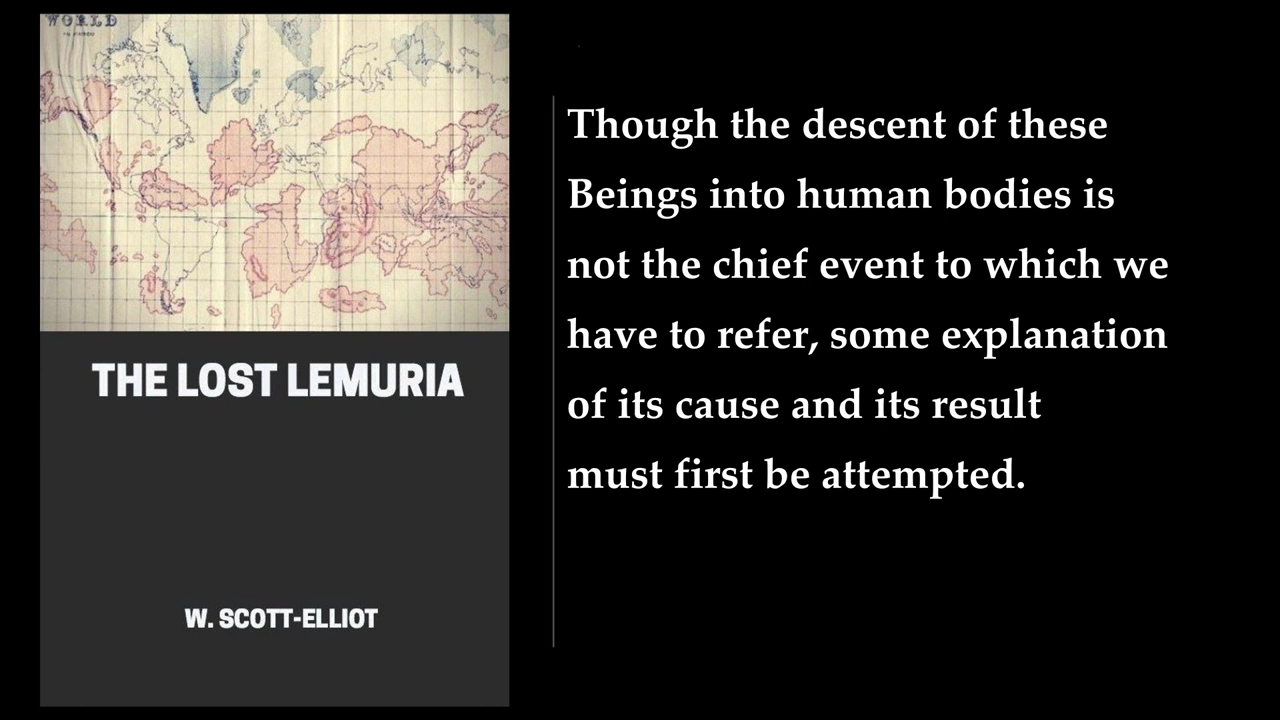 WORLD
THE LOST LEMURIA
W. SCOTT-ELLIOT
Though the descent of these
Beings into human bodies is
not the chief event to which we
have to refer, some explanation
of its cause and its result
must first be attempted.